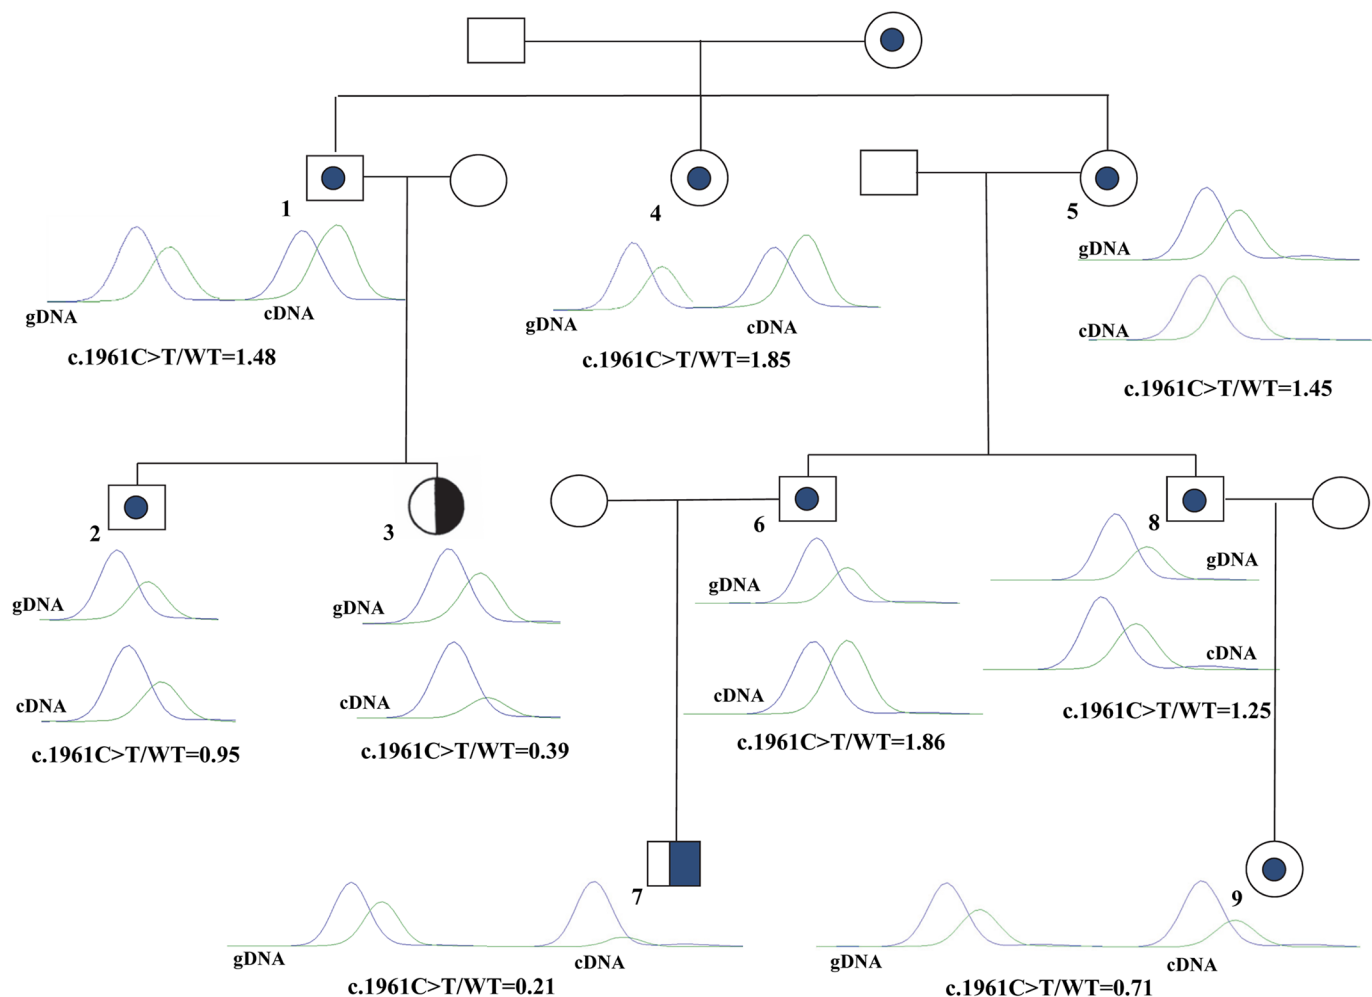 1
4
5
gDNA
cDNA
c.1961C>T/WT=1.48
gDNA
cDNA
c.1961C>T/WT=1.85
gDNA
cDNA
c.1961C>T/WT=1.45
2
3
6
8
gDNA
cDNA
c.1961C>T/WT=0.95
gDNA
cDNA
c.1961C>T/WT=0.39
gDNA
cDNA
c.1961C>T/WT=1.86
gDNA
cDNA
c.1961C>T/WT=1.25
7
9
gDNA
cDNA
c.1961C>T/WT=0.21
gDNA
cDNA
c.1961C>T/WT=0.71